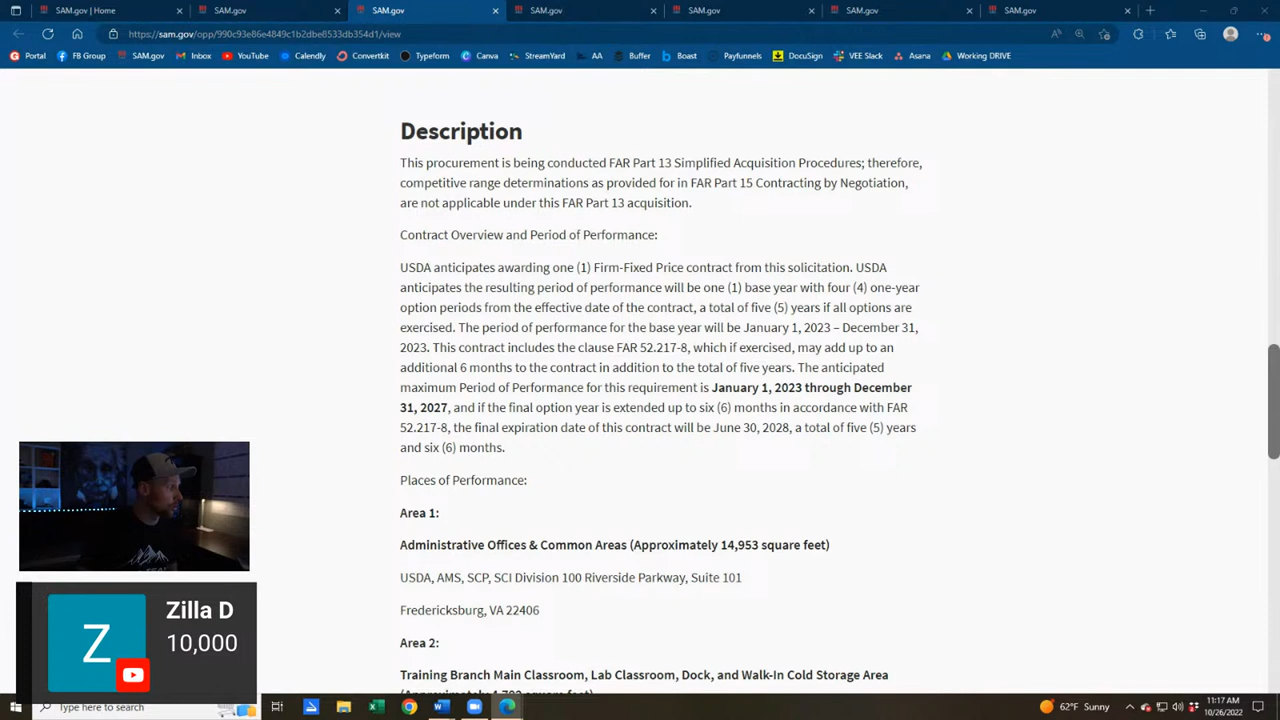 SAM.gov | Home
SAM.gov
SAM.gov
SAM.gov
SAM.gov
SAM.gov
SAM.gov
https://sam.gov/opp/990c93e86e4849c1b2dbe8533db354d1/view
Portal
FB Group
SAM.gov
Inbox
YouTube
Calendly
Convertkit
Typeform
Canva
StreamYard
AA
Buffer
Boast
Payfunnels
DocuSign
VEE Slack
Asana
Working DRIVE
Description
This procurement is being conducted FAR Part 13 Simplified Acquisition Procedures; therefore,
competitive range determinations as provided for in FAR Part 15 Contracting by Negotiation,
are not applicable under this FAR Part 13 acquisition.
Contract Overview and Period of Performance:
USDA anticipates awarding one (1) Firm-Fixed Price contract from this solicitation. USDA
anticipates the resulting period of performance will be one (1) base year with four (4) one-year
option periods from the effective date of the contract, a total of five (5) years if all options are
exercised. The period of performance for the base year will be January 1, 2023 – December 31,
2023. This contract includes the clause FAR 52.217-8, which if exercised, may add up to an
additional 6 months to the contract in addition to the total of five years. The anticipated
maximum Period of Performance for this requirement is January 1, 2023 through December
31, 2027, and if the final option year is extended up to six (6) months in accordance with FAR
52.217-8, the final expiration date of this contract will be June 30, 2028, a total of five (5) years
and six (6) months.
Places of Performance:
Area 1:
Administrative Offices & Common Areas (Approximately 14,953 square feet)
USDA, AMS, SCP, SCI Division 100 Riverside Parkway, Suite 101
Fredericksburg, VA 22406
Area 2:
Training Branch Main Classroom, Lab Classroom, Dock, and Walk-In Cold Storage Area
Z
Zilla D
10,000
Type here to search
62°F Sunny
11:17 AM
10/26/2022